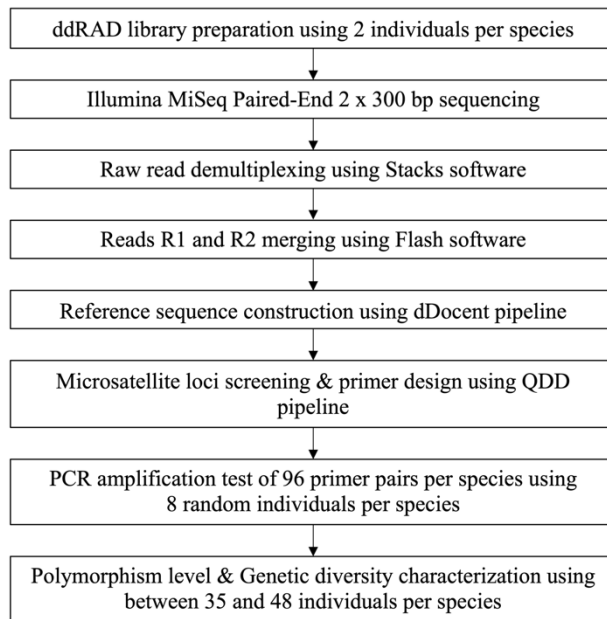 ddRAD library preparation using 2 individuals per species
Illumina MiSeq Paired-End 2 x 300 bp sequencing
Raw read demultiplexing using Stacks software
Reads R1 and R2 merging using Flash software
Reference sequence construction using dDocent pipeline
Microsatellite loci screening & primer design using QDD
pipeline
PCR amplification test of 96 primer pairs per species using
8 random individuals per species
Polymorphism level & Genetic diversity characterization using
between 35 and 48 individuals per species